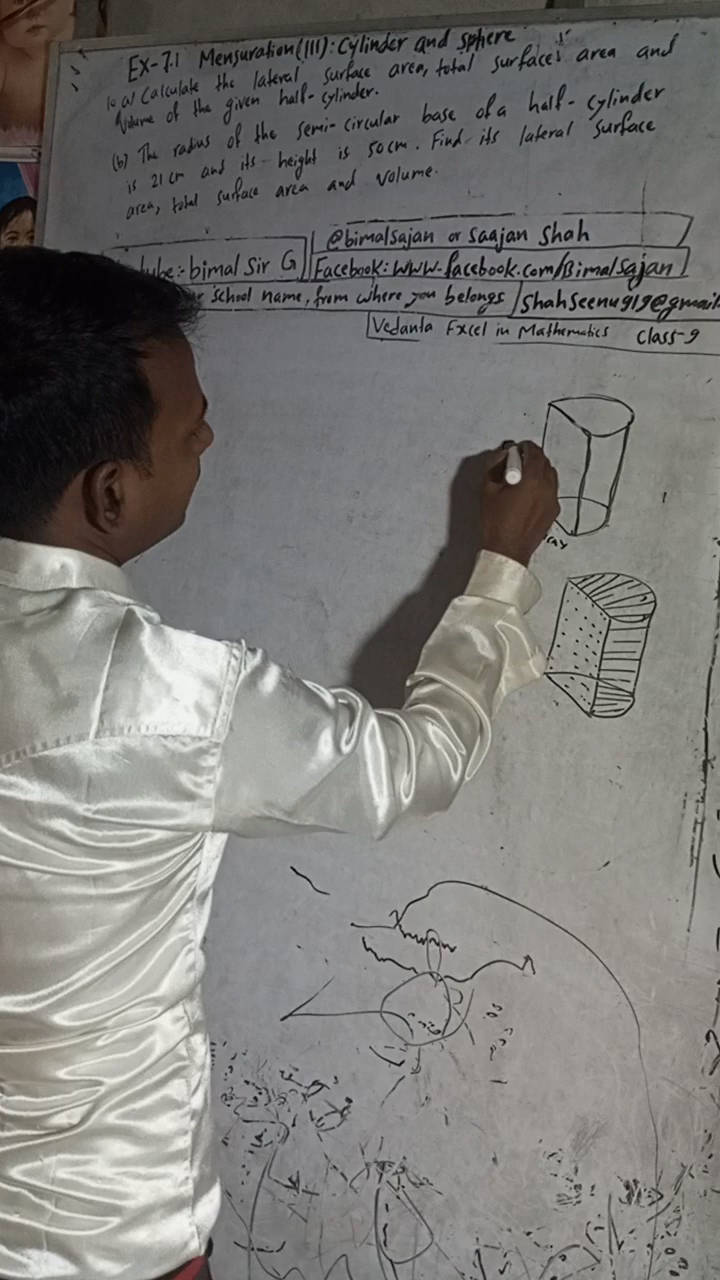 Ex-7.1 Mensuration(III): Cylinder and sphere
10 a) Calculate the lateral surface area, total surface area and
volume of the given half-cylinder.
(b) The radius of the semi-circular base of a half-cylinder
is 21 cm and its height is 50 cm. Find its lateral surface
area, total surface area and volume.
@bimalsajan or Saajan Shah
tube:- bimal Sir G
Facebook: www.facebook.com/Bimalsajan
school name, from where you belongs
shahseenu919@gmail.
Vedanta Excel in Mathematics Class-9